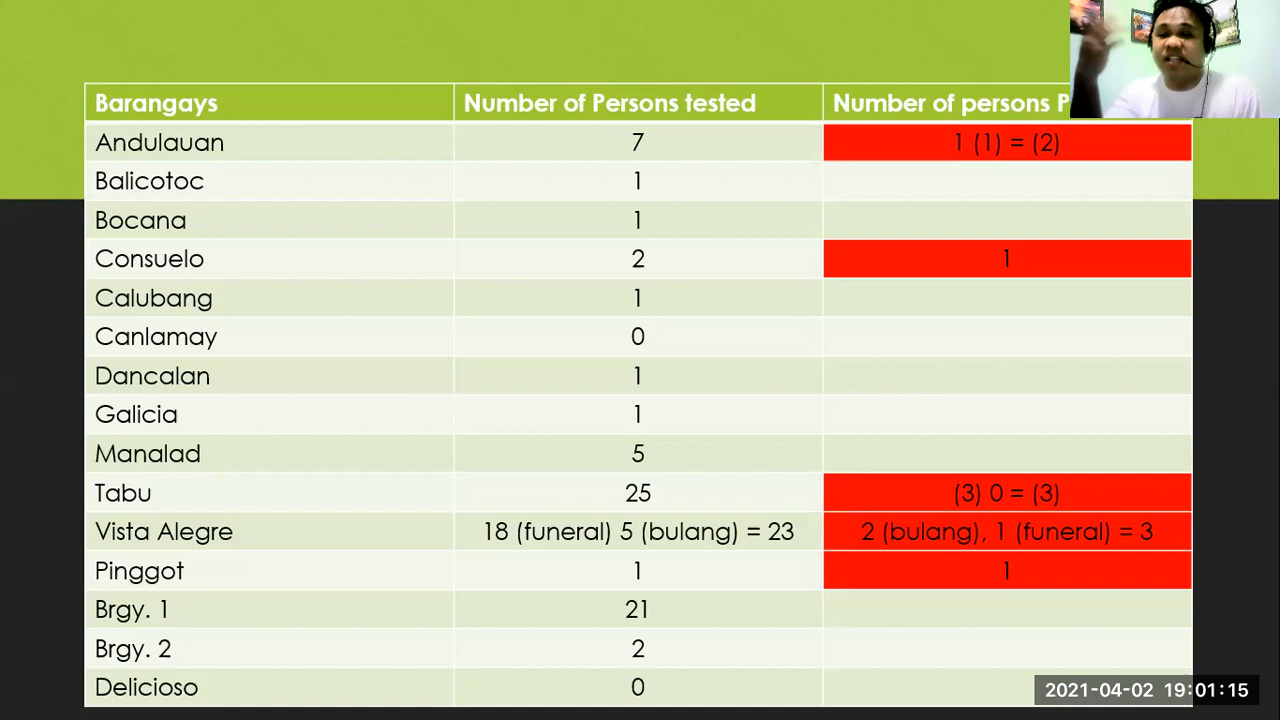 Barangays Number of Persons tested Number of persons
Andulauan 7 1 (1) = (2)
Balicotoc 1
Bocana 1
Consuelo 2 1
Calubang 1
Canlamay 0
Dancalan 1
Galicia 1
Manalad 5
Tabu 25 (3) 0 = (3)
Vista Alegre 18 (funeral) 5 (bulang) = 23 2 (bulang), 1 (funeral) = 3
Pinggot 1 1
Brgy. 1 21
Brgy. 2 2
Delicioso 0
2021-04-02 19:01:15